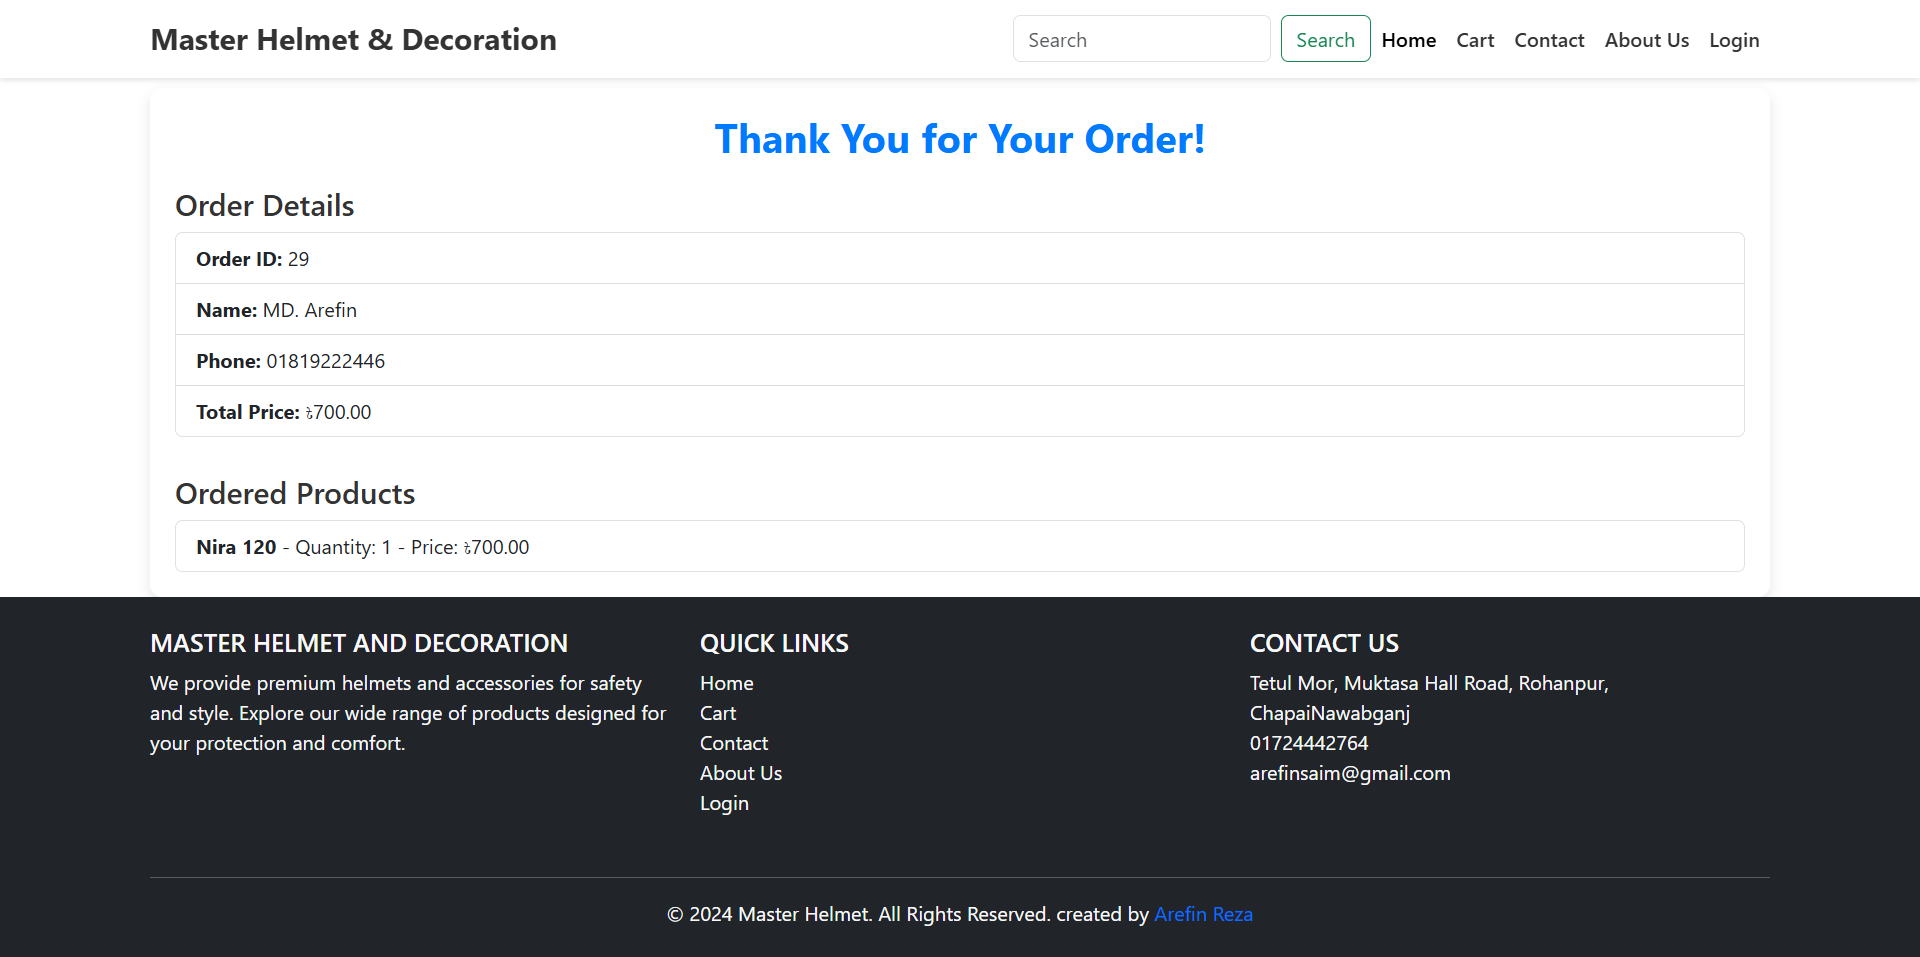 Master Helmet & Decoration
Search
Search
Home
Cart
Contact
About Us
Login
Thank You for Your Order!
Order Details
Order ID: 29
Name: MD. Arefin
Phone: 01819222446
Total Price: ৳700.00
Ordered Products
Nira 120 - Quantity: 1 - Price: ৳700.00
MASTER HELMET AND DECORATION
We provide premium helmets and accessories for safety
and style. Explore our wide range of products designed for
your protection and comfort.
QUICK LINKS
Home
Cart
Contact
About Us
Login
CONTACT US
Tetul Mor, Muktasa Hall Road, Rohanpur,
ChapaiNawabganj
01724442764
arefinsaim@gmail.com
© 2024 Master Helmet. All Rights Reserved. created by Arefin Reza